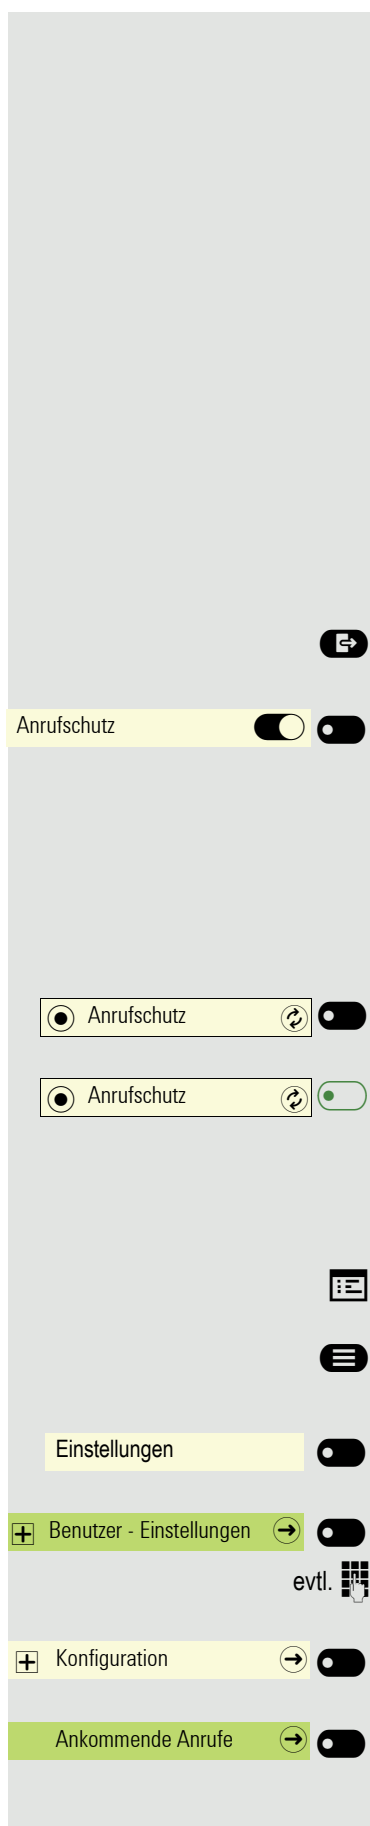 Anrufschutz
Anrufschutz
Anrufschutz
Einstellungen
Benutzer - Einstellungen
evtl.
Konfiguration
Ankommende Anrufe